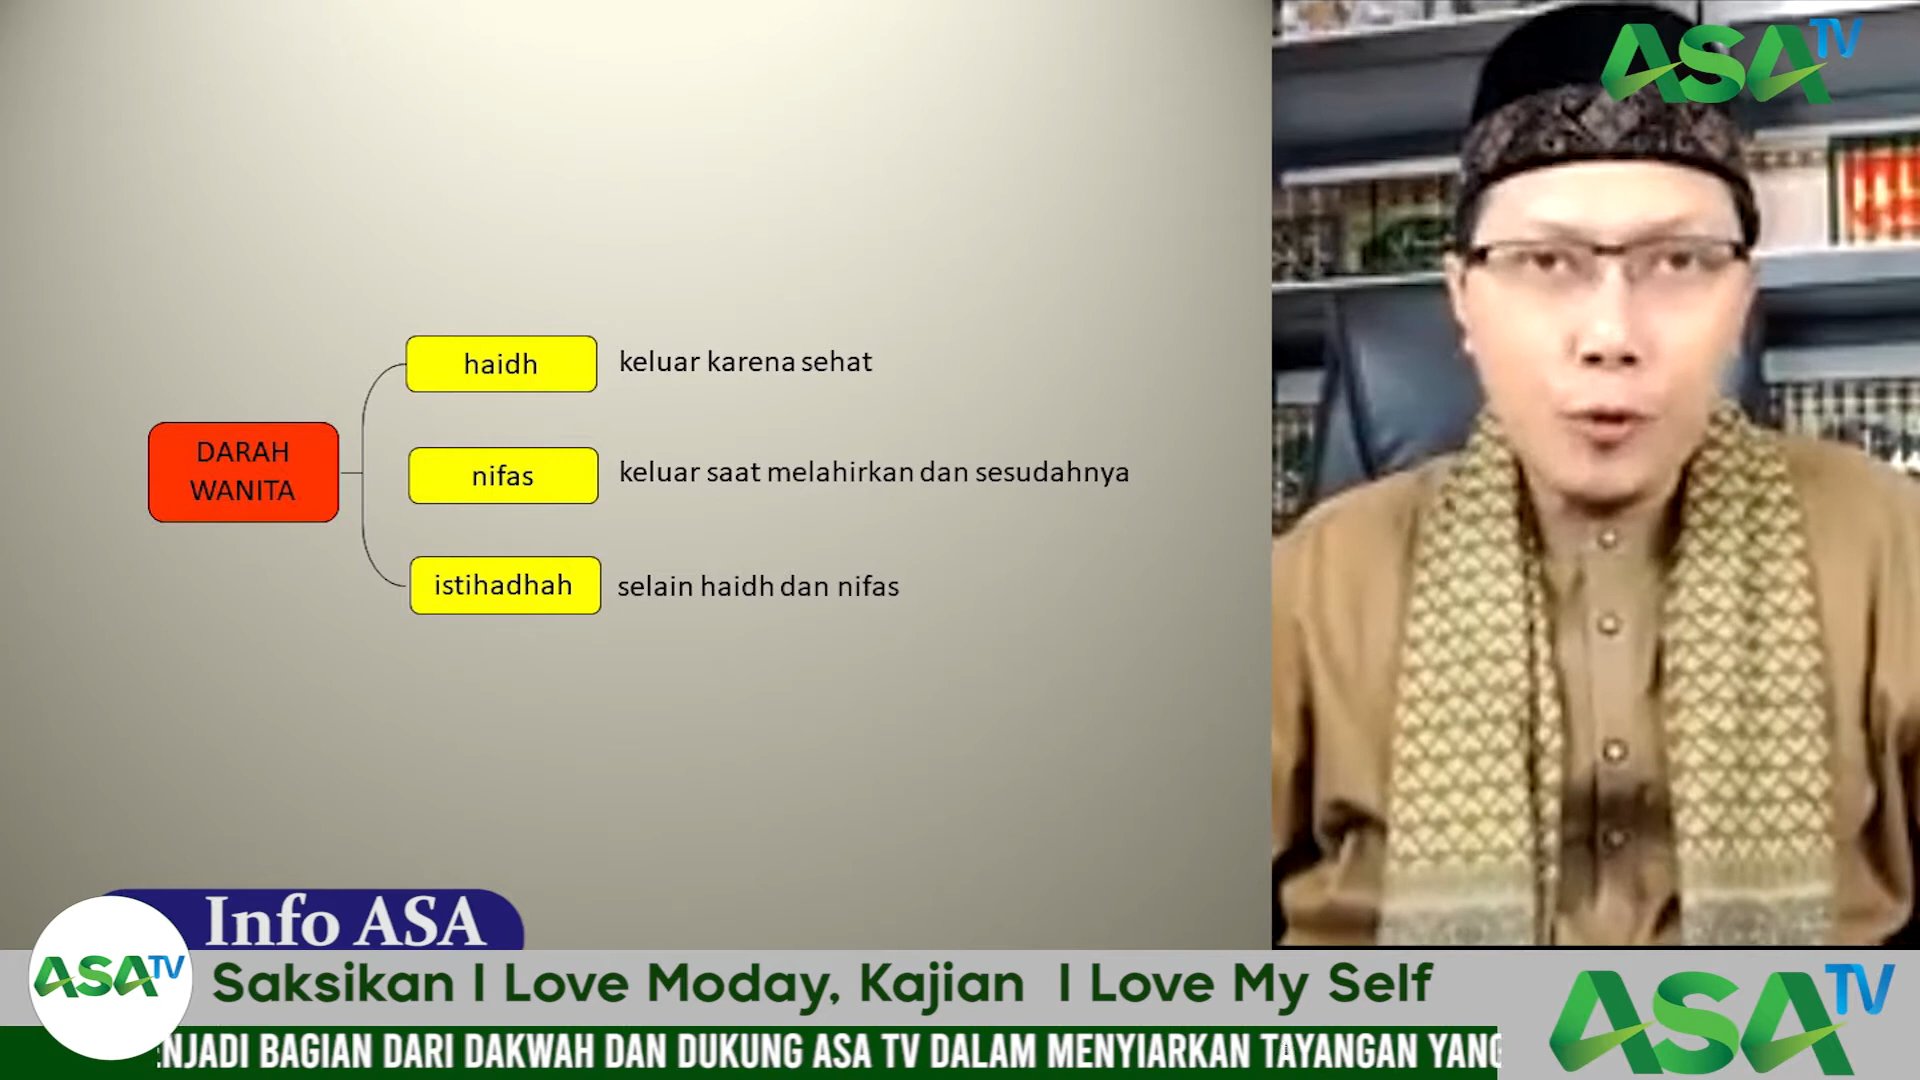 ASA TV
haidh keluar karena sehat
DARAH
WANITA
nifas keluar saat melahirkan dan sesudahnya
istihadhah selain haidh dan nifas
Info ASA
ASA TV Saksikan I Love Moday, Kajian I Love My Self
ENJADI BAGIAN DARI DAKWAH DAN DUKUNG ASA TV DALAM MENYIARKAN TAYANGAN YANG
ASA TV